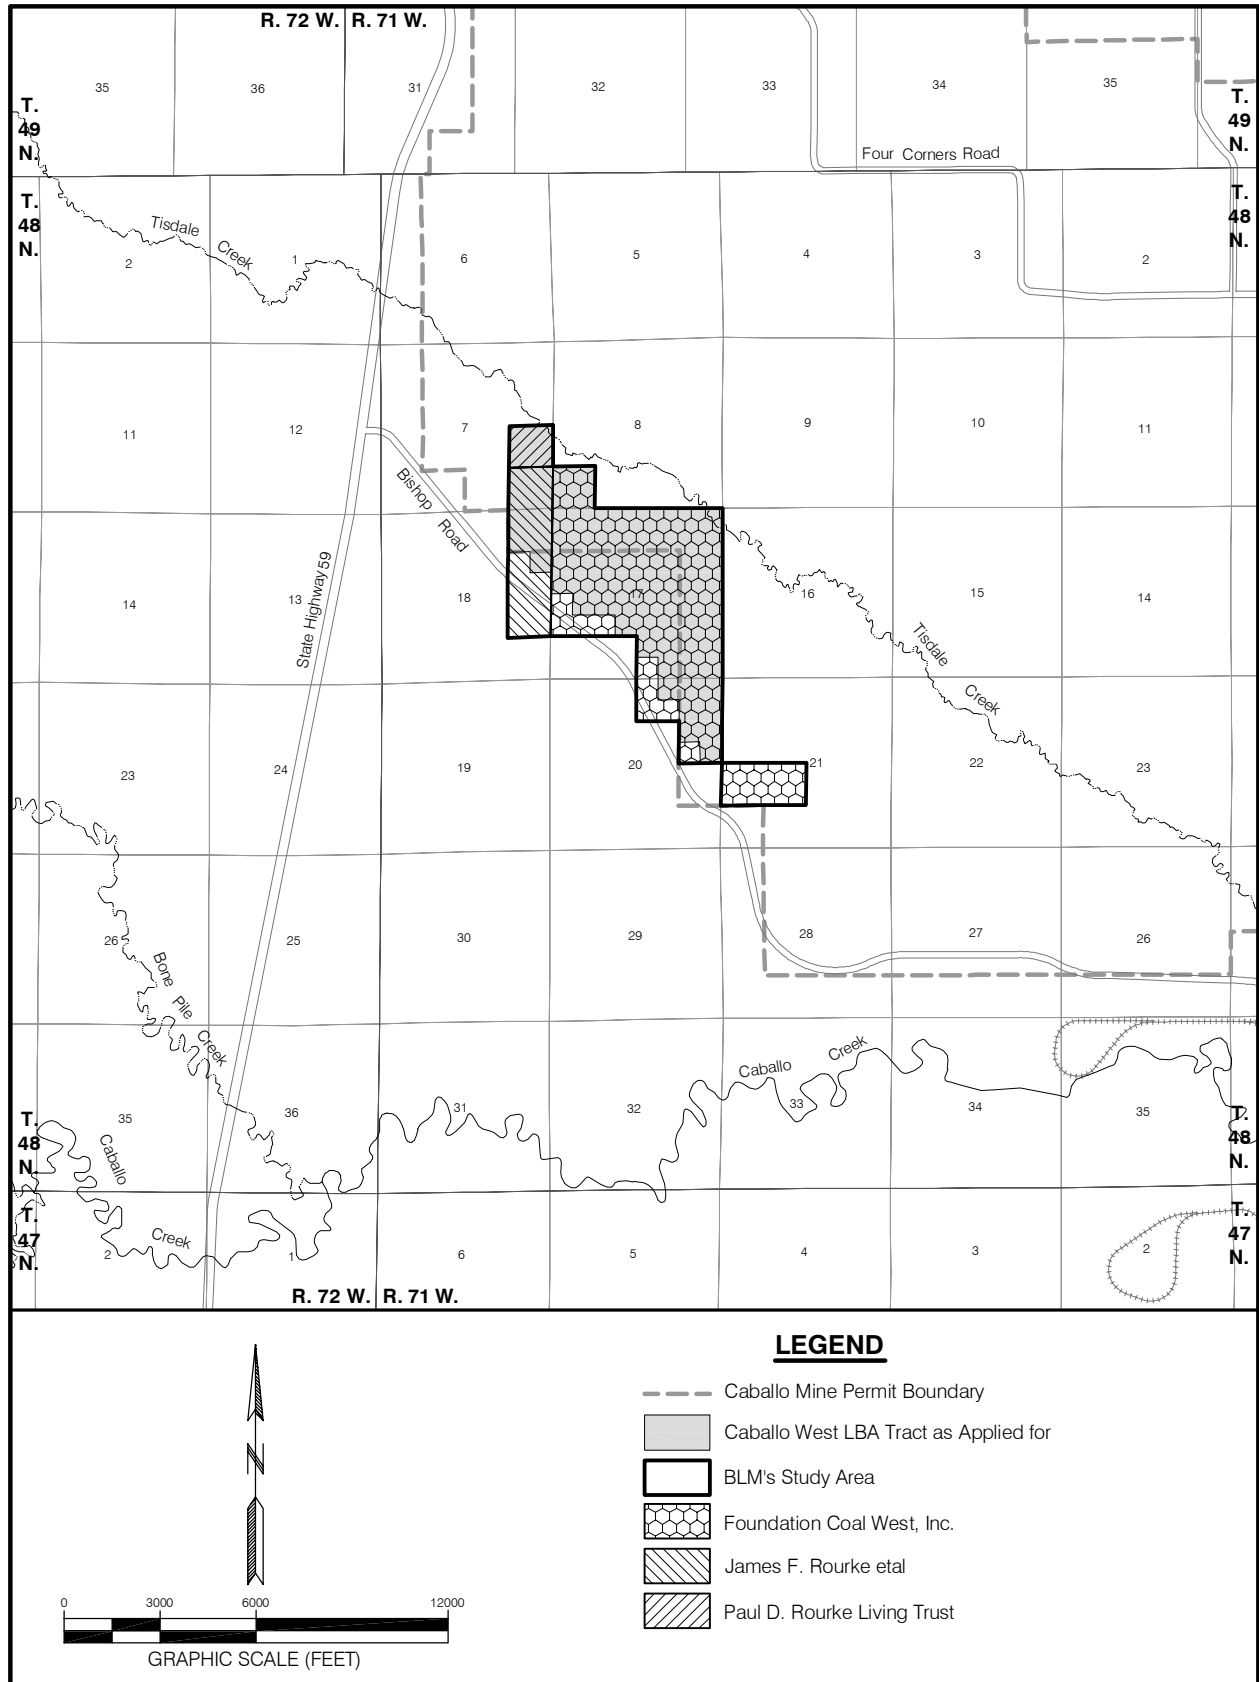 R. 72 W. R. 71 W.
35 36 31 32 33 34 35
T.
49
N.
T.
49
N.
Four Corners Road
T.
48
N.
T.
48
N.
Tisdale Creek
2 1 6 5 4 3 2
11 12 7 8 9 10 11
Bishop Road
State Highway 59
14 13 18 17 16 15 14
Tisdale Creek
23 24 19 20 21 22 23
26 25 30 29 28 27 26
Bone Pile Creek
Caballo Creek
35 36 31 32 33 34 35
T.
48
N.
T.
48
N.
Caballo Creek
T.
47
N.
T.
47
N.
2 1 6 5 4 3 2
R. 72 W. R. 71 W.
N
0 3000 6000 12000
GRAPHIC SCALE (FEET)
LEGEND
Caballo Mine Permit Boundary
Caballo West LBA Tract as Applied for
BLM's Study Area
Foundation Coal West, Inc.
James F. Rourke etal
Paul D. Rourke Living Trust